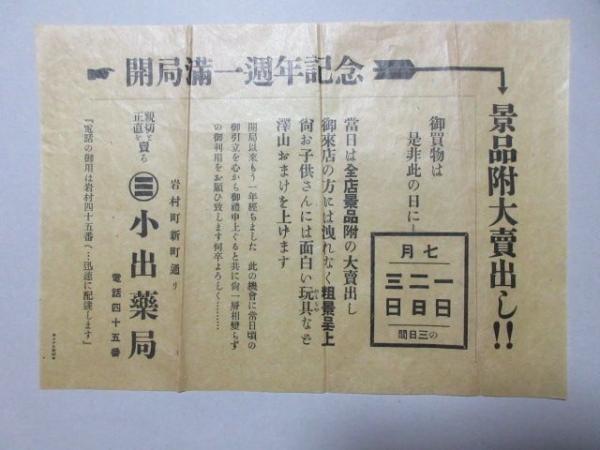 開局滿一週年記念
景品附大賣出し!!
御買物は
是非此の日に―
七月
一日
二日
三日
の三日間
當日は全店景品附の大賣出し
御來店の方には洩れなく粗景品呈上
尙お子供さんには面白い玩具など
澤山おまけを上げます
開局以來もう一年經ちました 此の機會に當日頃の
御引立を心から御禮申上ぐると共に尙一層相變らず
の御利用をお願ひ致します何卒よろしく………
岩村町新町通り
親切と
正直を賣る
㊂小出藥局
電話四十五番
「電話の御用は岩村四十五番へ…迅速に配達します」